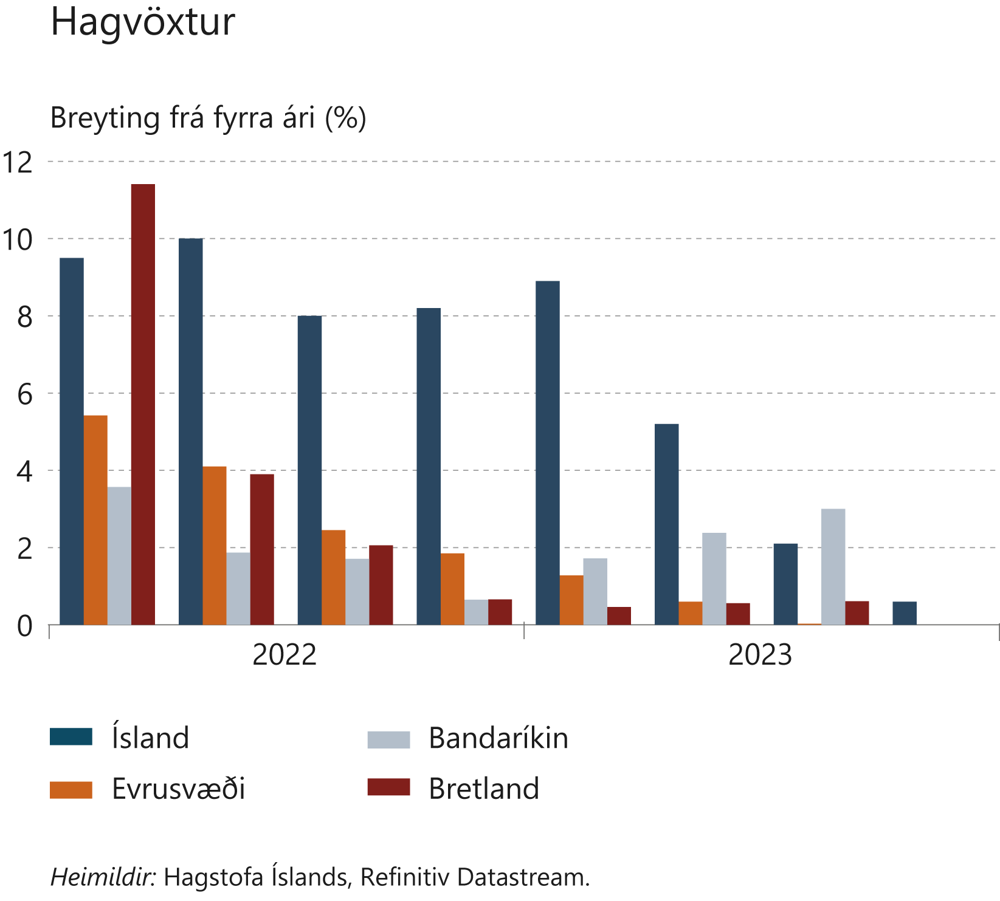 Hagvöxtur
Breyting frá fyrra ári (%)
12
10
8
6
4
2
0
2022 2023
Ísland Bandaríkin
Evrusvæði Bretland
Heimildir: Hagstofa Íslands, Refinitiv Datastream.